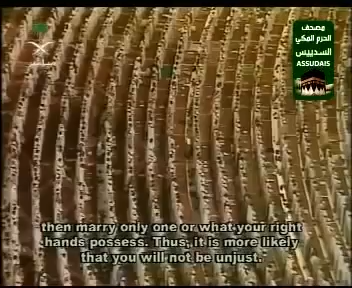 مصحف
الحرم المكي
السديس
ASSUDAIS
then marry only one or what your right
hands possess. Thus, it is more likely
that you will not be unjust.